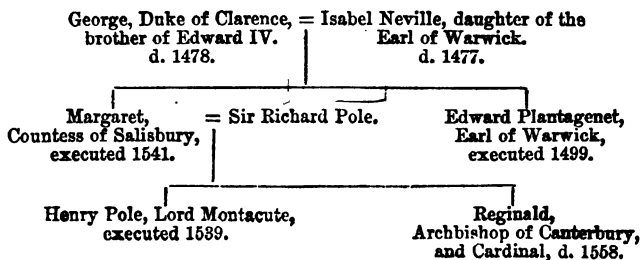 George, Duke of Clarence, = Isabel Neville, daughter of the
brother of Edward IV. Earl of Warwick.
d. 1478. d. 1477.
Margaret, = Sir Richard Pole. Edward Plantagenet,
Countess of Salisbury, Earl of Warwick,
executed 1541. executed 1499.
Henry Pole, Lord Montacute, Reginald,
executed 1539. Archbishop of Canterbury,
and Cardinal, d. 1558.